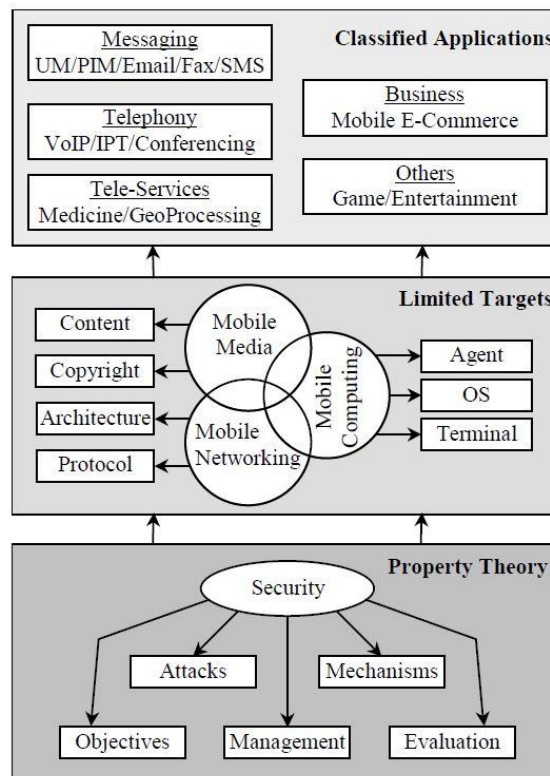 Classified Applications
Messaging
UM/PIM/Email/Fax/SMS
Telephony
VoIP/IPT/Conferencing
Tele-Services
Medicine/GeoProcessing
Business
Mobile E-Commerce
Others
Game/Entertainment
Limited Targets
Content
Copyright
Architecture
Protocol
Mobile
Media
Mobile
Networking
Mobile
Computing
Agent
OS
Terminal
Property Theory
Security
Attacks
Mechanisms
Objectives
Management
Evaluation